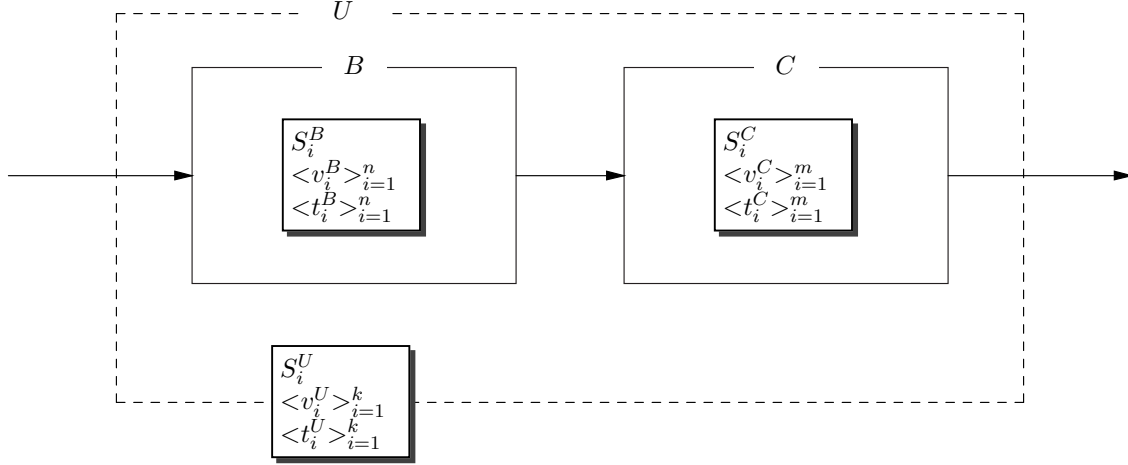 U
B
C
S_i^B
<v_i^B>_{i=1}^n
<t_i^B>_{i=1}^n
S_i^C
<v_i^C>_{i=1}^m
<t_i^C>_{i=1}^m
S_i^U
<v_i^U>_{i=1}^k
<t_i^U>_{i=1}^k